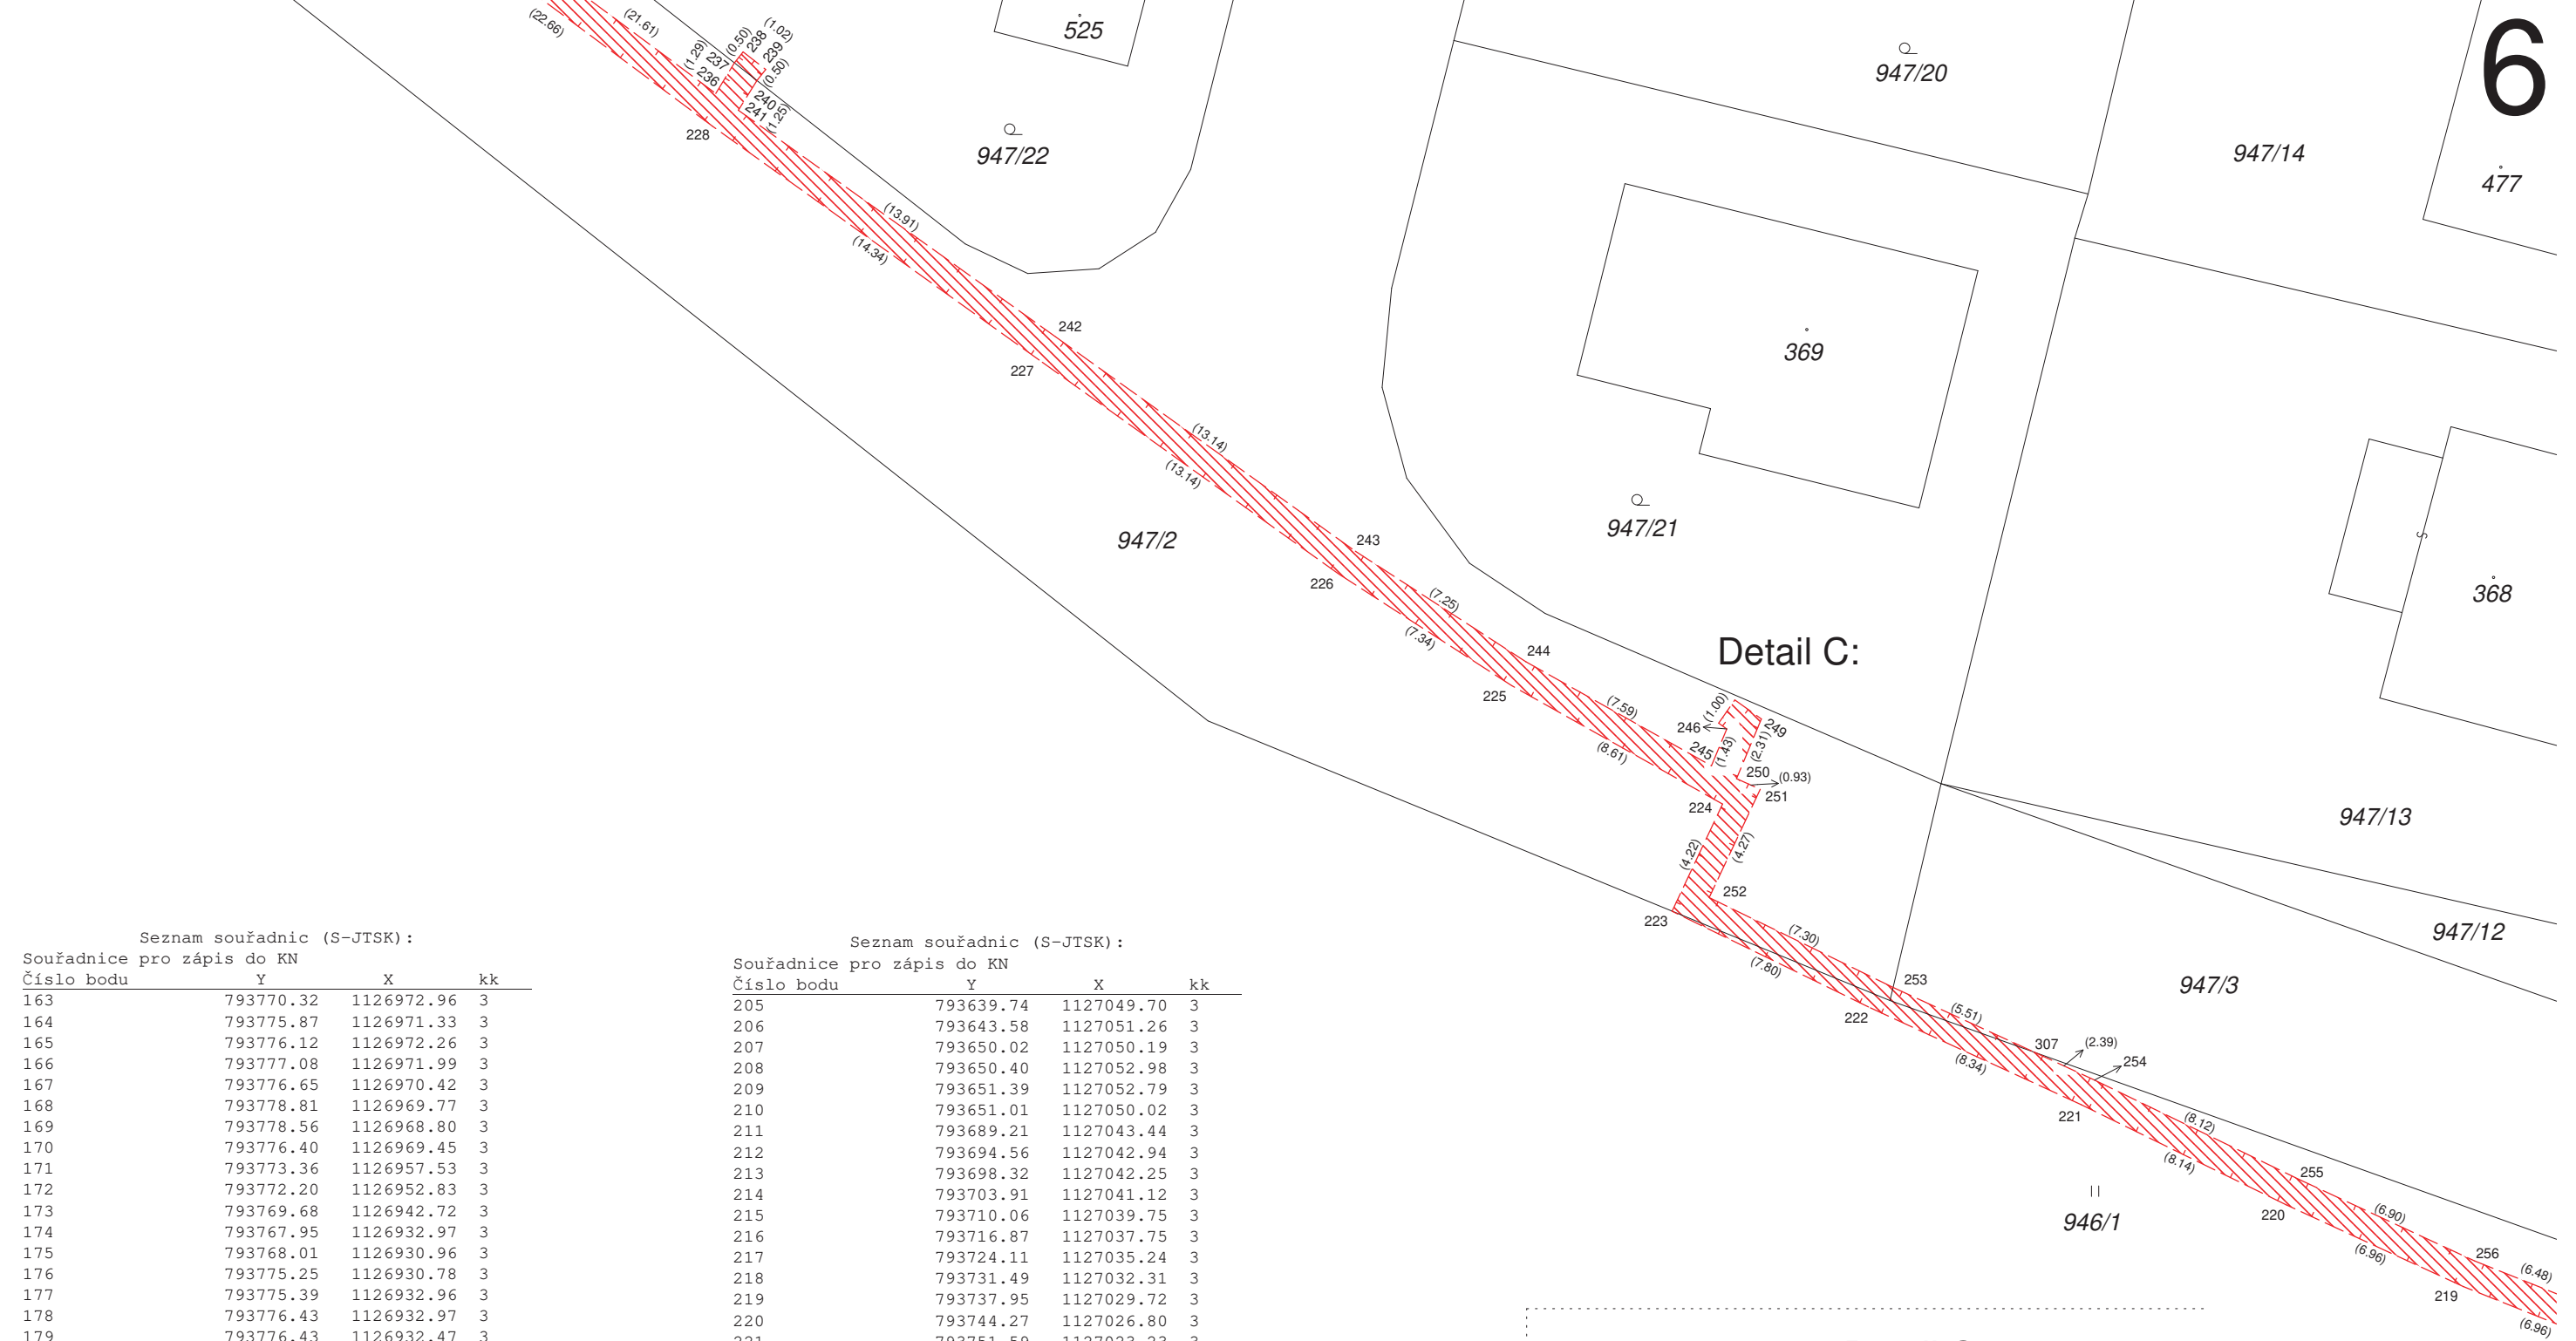 (22.66)
(21.61)
(1.29)
236
237
(0.50)
238
(1.02)
239
(0.50)
240
241
(1.25)
228
525
947/22
947/20
947/14
6
477
(13.91)
(14.34)
242
227
369
(13.14)
(13.14)
947/2
243
226
947/21
368
(7.25)
(7.34)
244
225
Detail C:
(7.59)
(8.61)
(1.00)
246
249
245
(1.43)
(2.31)
250
(0.93)
251
224
947/13
(4.22)
(4.27)
252
223
947/12
(7.30)
(7.80)
253
947/3
222
(5.51)
(8.34)
307
(2.39)
254
221
(8.12)
(8.14)
255
220
946/1
(6.90)
(6.96)
256
(6.48)
219
(6.96)
Seznam souřadnic (S-JTSK):
Souřadnice pro zápis do KN
Číslo bodu Y X kk
163 793770.32 1126972.96 3
164 793775.87 1126971.33 3
165 793776.12 1126972.26 3
166 793777.08 1126971.99 3
167 793776.65 1126970.42 3
168 793778.81 1126969.77 3
169 793778.56 1126968.80 3
170 793776.40 1126969.45 3
171 793773.36 1126957.53 3
172 793772.20 1126952.83 3
173 793769.68 1126942.72 3
174 793767.95 1126932.97 3
175 793768.01 1126930.96 3
176 793775.25 1126930.78 3
177 793775.39 1126932.96 3
178 793776.43 1126932.97 3
179 793776.43 1126932.47 3
Seznam souřadnic (S-JTSK):
Souřadnice pro zápis do KN
Číslo bodu Y X kk
205 793639.74 1127049.70 3
206 793643.58 1127051.26 3
207 793650.02 1127050.19 3
208 793650.40 1127052.98 3
209 793651.39 1127052.79 3
210 793651.01 1127050.02 3
211 793689.21 1127043.44 3
212 793694.56 1127042.94 3
213 793698.32 1127042.25 3
214 793703.91 1127041.12 3
215 793710.06 1127039.75 3
216 793716.87 1127037.75 3
217 793724.11 1127035.24 3
218 793731.49 1127032.31 3
219 793737.95 1127029.72 3
220 793744.27 1127026.80 3
221 793751.59 1127023.23 3